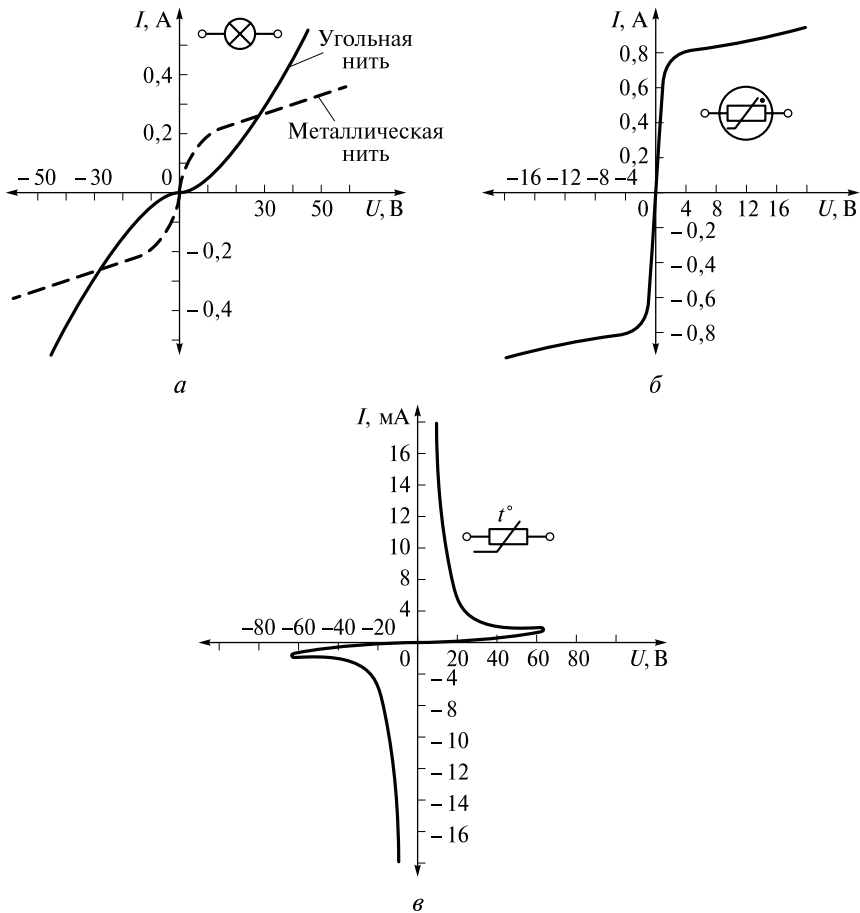 I, А
Угольная
нить
0,4
0,2
Металлическая
нить
−50 −30 0
30 50 U, В
−0,2
−0,4
а
I, А
0,8
0,6
0,4
0,2
−16 −12 −8 −4
0 4 8 12 16 U, В
−0,2
−0,4
−0,6
−0,8
б
I, мА
16
14
12
10
8
4
t°
−80 −60 −40 −20
0 20 40 60 80 U, В
−4
−8
−10
−12
−14
−16
в